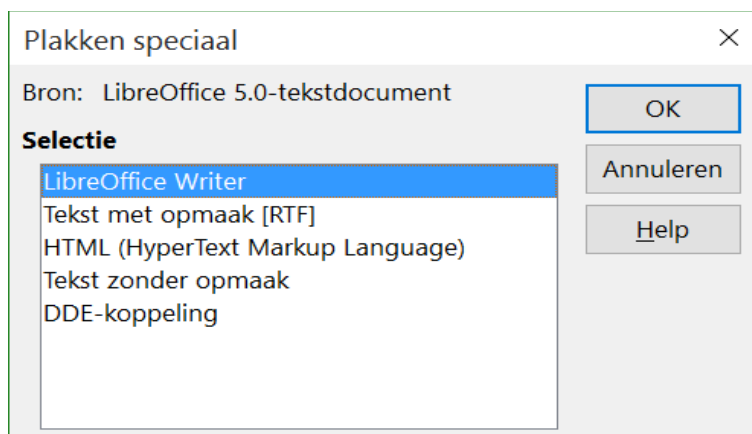 Plakken speciaal
Bron: LibreOffice 5.0-tekstdocument
OK
Selectie
Annuleren
LibreOffice Writer
Tekst met opmaak [RTF]
Help
HTML (HyperText Markup Language)
Tekst zonder opmaak
DDE-koppeling